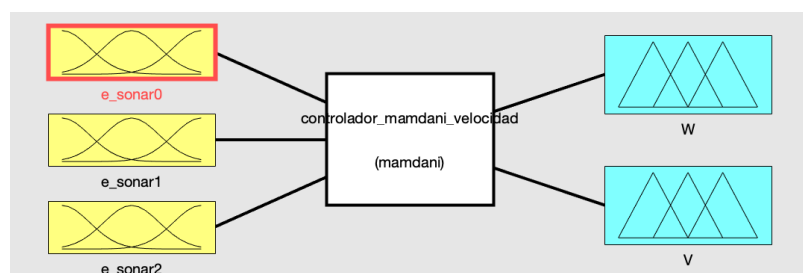 e_sonar0
e_sonar1
e_sonar2
controlador_mamdani_velocidad
(mamdani)
W
V